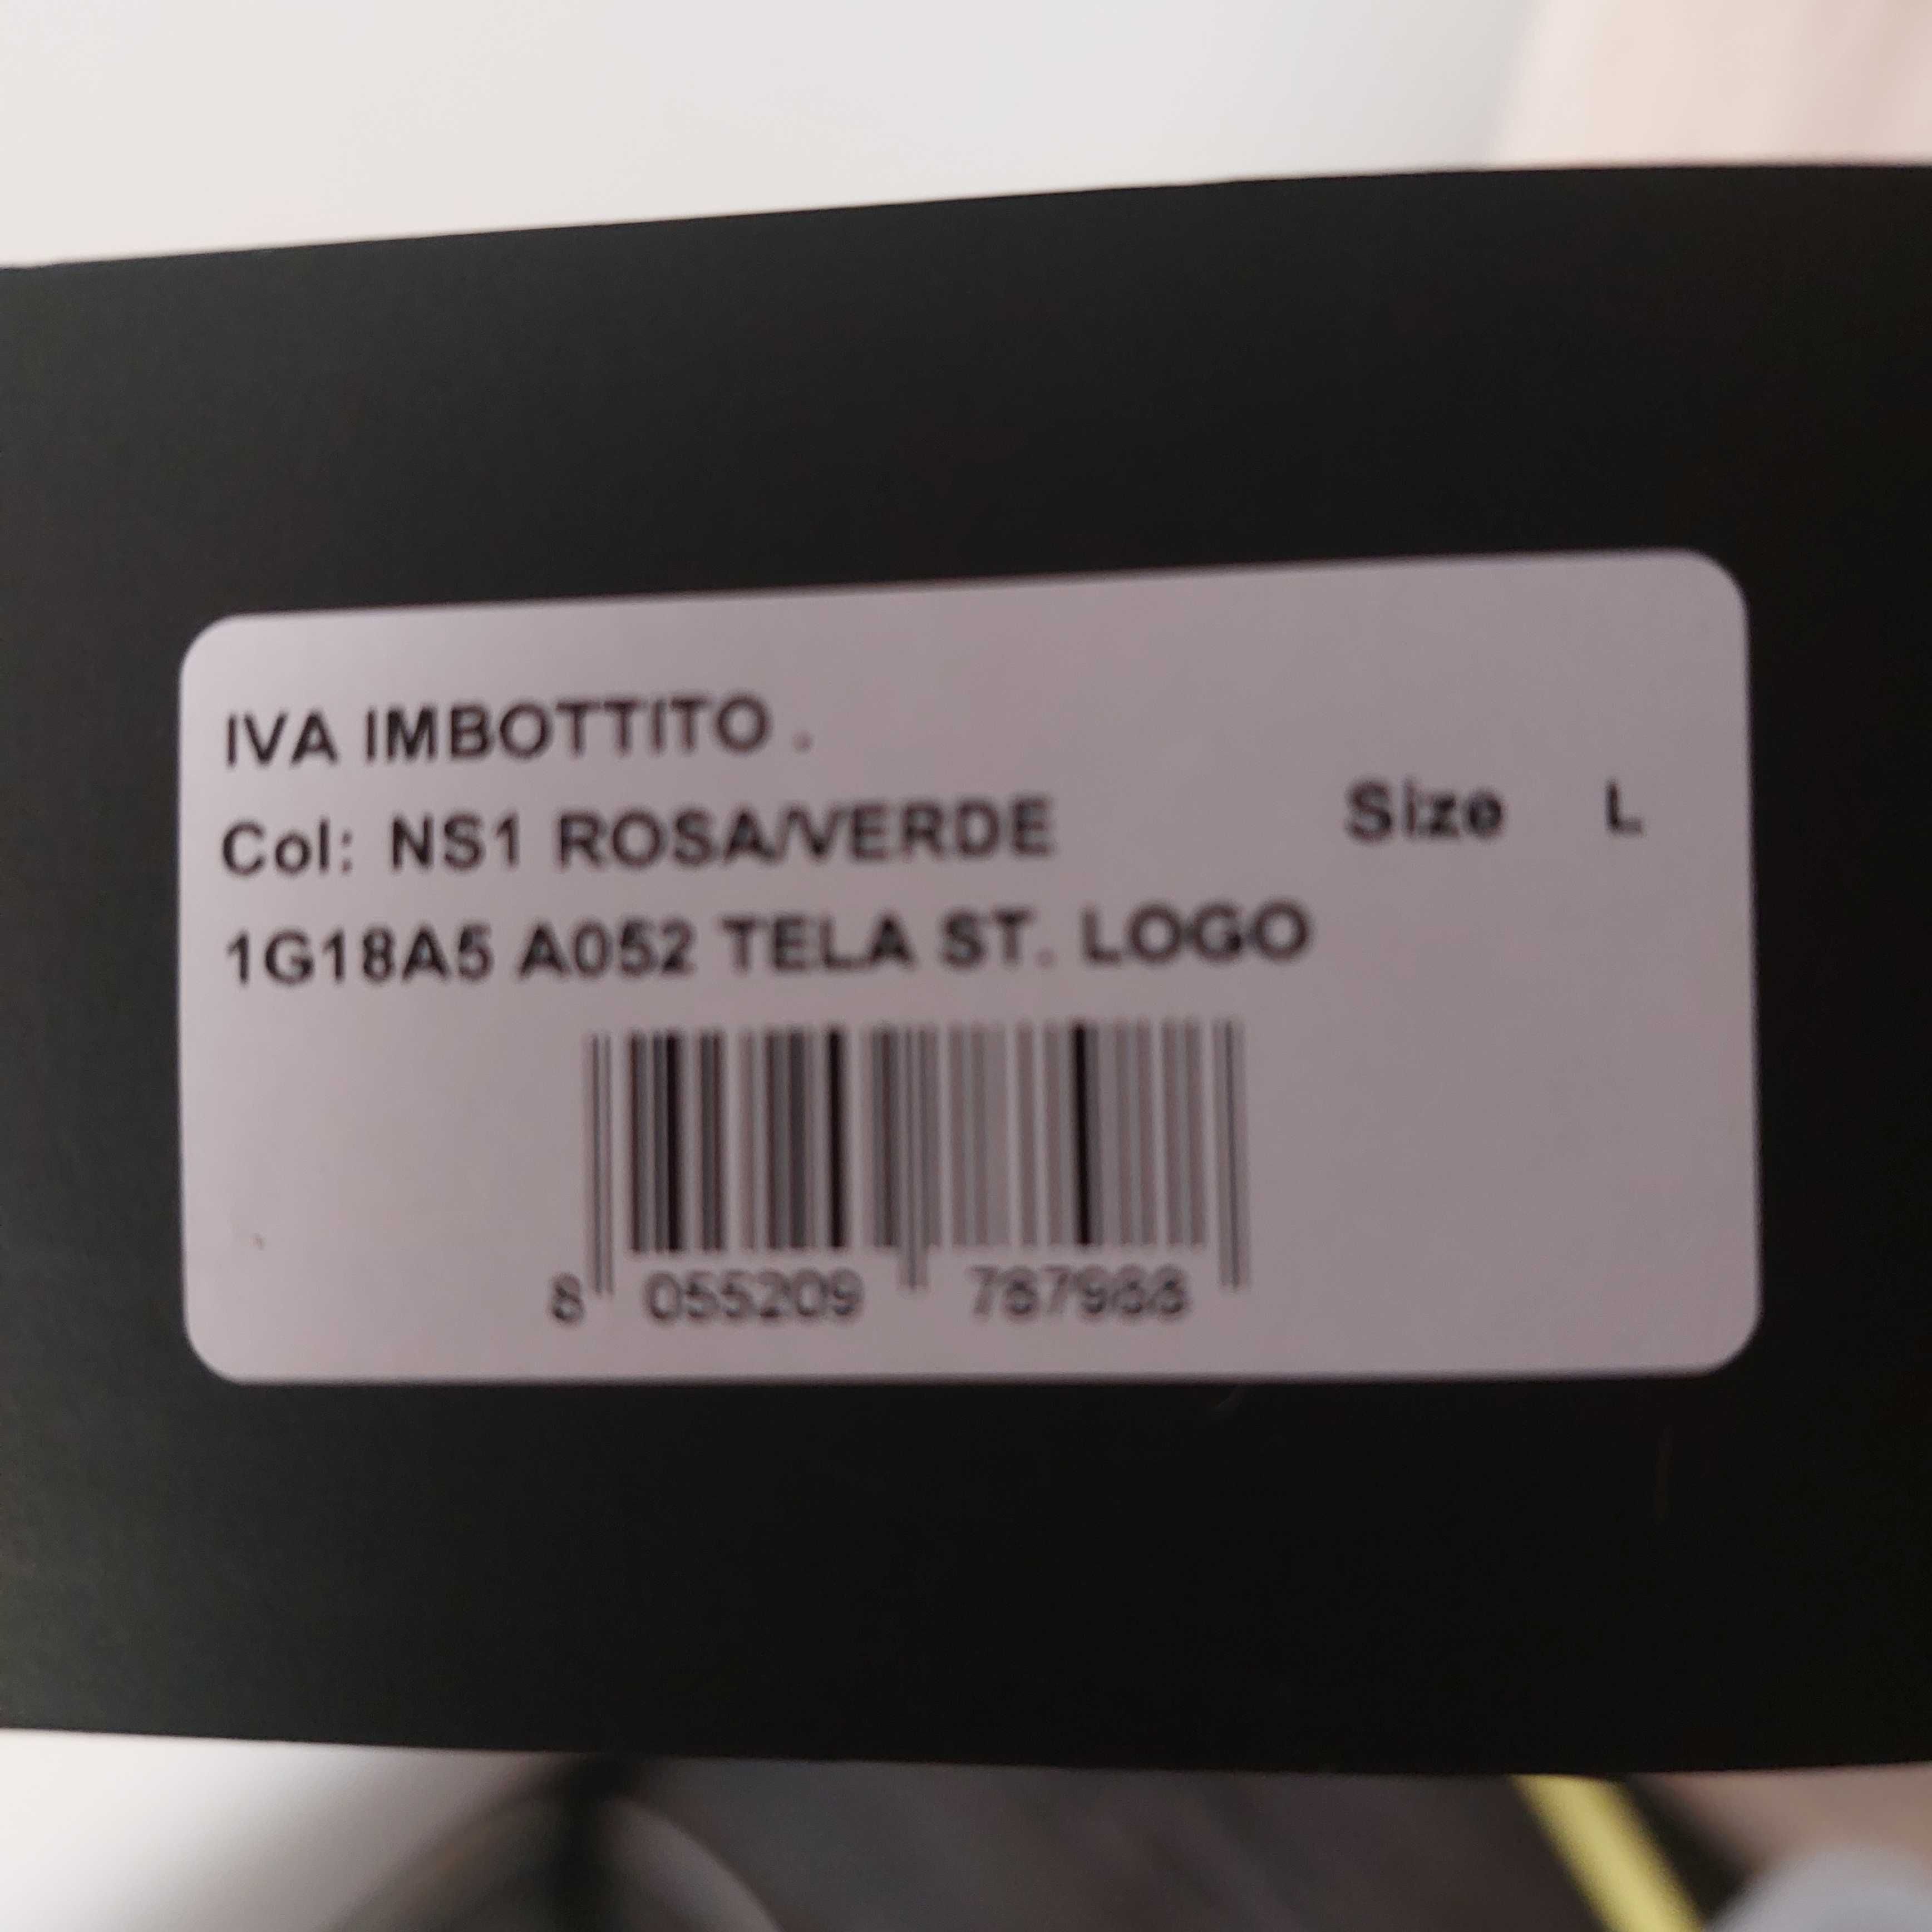 IVA IMBOTTITO .
Col: NS1 ROSA/VERDE
Size L
1G18A5 A052 TELA ST. LOGO
8 055209 787988